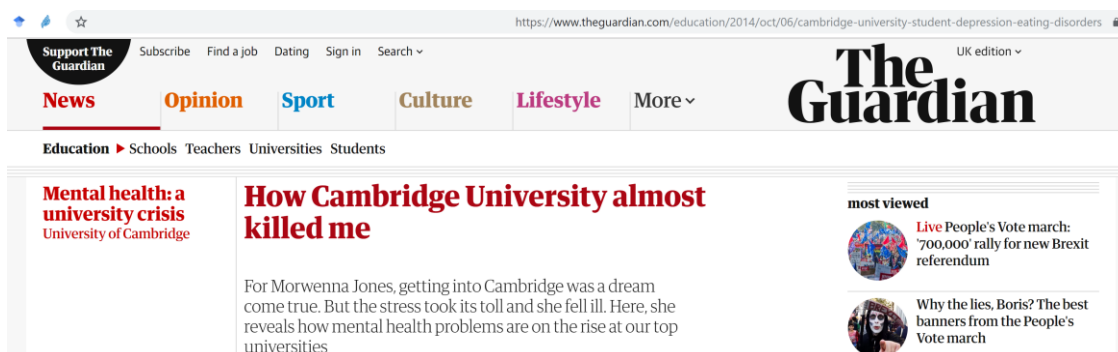 https://www.theguardian.com/education/2014/oct/06/cambridge-university-student-depression-eating-disorders
Support The
Guardian
Subscribe Find a job Dating Sign in Search
UK edition
The
Guardian
News Opinion Sport Culture Lifestyle More
Education Schools Teachers Universities Students
Mental health: a
university crisis
University of Cambridge
How Cambridge University almost
killed me
For Morwenna Jones, getting into Cambridge was a dream
come true. But the stress took its toll and she fell ill. Here, she
reveals how mental health problems are on the rise at our top
universities
most viewed
Live People's Vote march:
'700,000' rally for new Brexit
referendum
Why the lies, Boris? The best
banners from the People's
Vote march